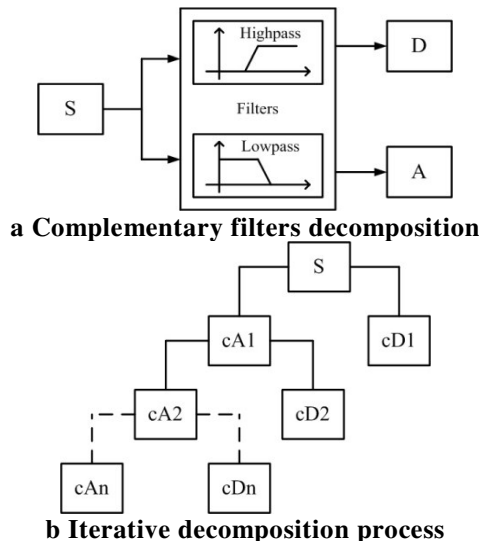 Highpass
D
S
Filters
Lowpass
A
a Complementary filters decomposition
S
cA1
cD1
cA2
cD2
cAn
cDn
b Iterative decomposition process